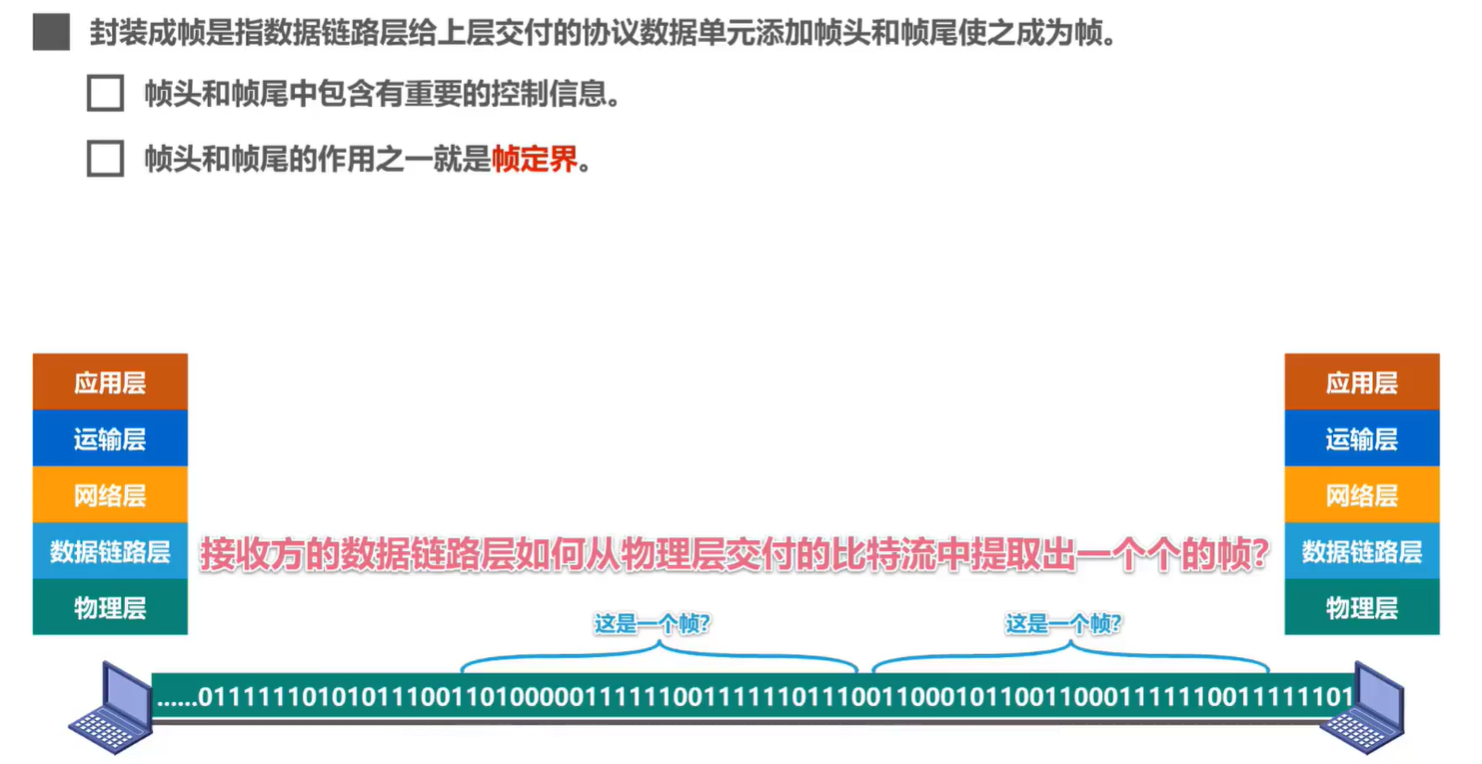 封装成帧是指数据链路层给上层交付的协议数据单元添加帧头和帧尾使之成为帧。
帧头和帧尾中包含有重要的控制信息。
帧头和帧尾的作用之一就是帧定界。
应用层
应用层
运输层
运输层
网络层
网络层
数据链路层
接收方的数据链路层如何从物理层交付的比特流中提取出一个个的帧?
数据链路层
物理层
物理层
这是一个帧?
这是一个帧?
......011111101010111001101000001111110011111101110011000101100110001111110011111101